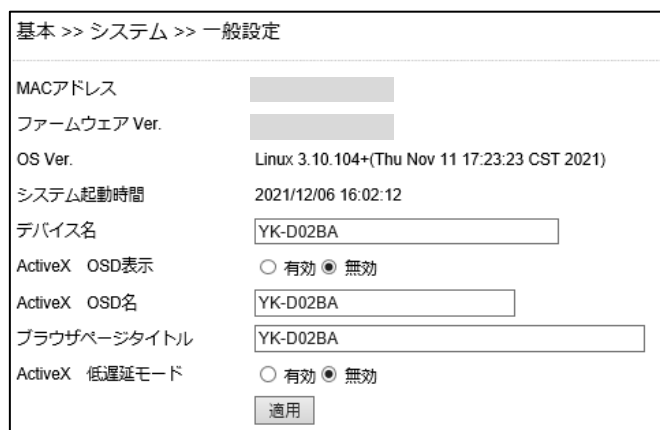 基本 >> システム >> 一般設定
MACアドレス
ファームウェア Ver.
OS Ver. Linux 3.10.104+(Thu Nov 11 17:23:23 CST 2021)
システム起動時間 2021/12/06 16:02:12
デバイス名 YK-D02BA
ActiveX　OSD表示 有効 無効
ActiveX　OSD名 YK-D02BA
ブラウザページタイトル YK-D02BA
ActiveX　低遅延モード 有効 無効
適用